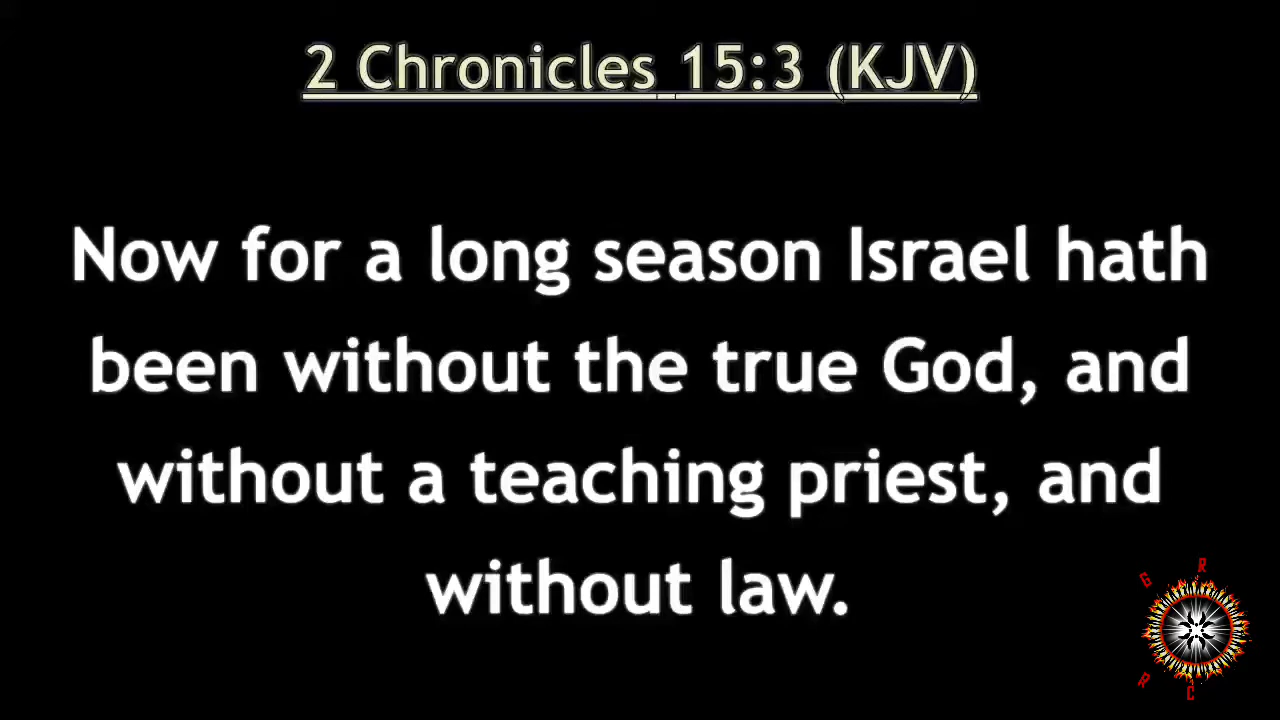 2 Chronicles 15:3 (KJV)
Now for a long season Israel hath
been without the true God, and
without a teaching priest, and
without law.
G R
R C